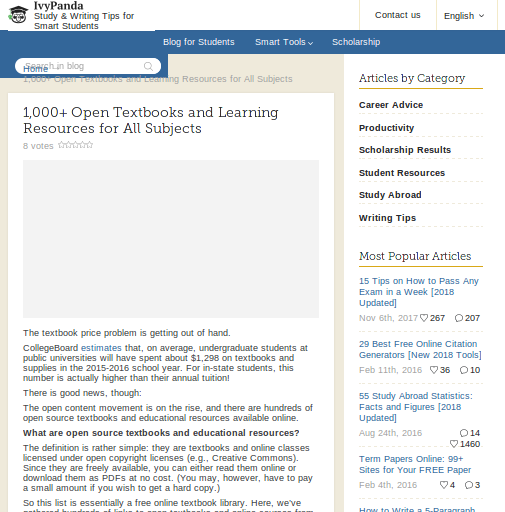 IvyPanda
Study & Writing Tips for
Smart Students
Contact us
English
Blog for Students
Smart Tools
Scholarship
Search in blog
Home
1,000+ Open Textbooks and Learning Resources for All Subjects
1,000+ Open Textbooks and Learning
Resources for All Subjects
8 votes
The textbook price problem is getting out of hand.
CollegeBoard estimates that, on average, undergraduate students at
public universities will have spent about $1,298 on textbooks and
supplies in the 2015-2016 school year. For in-state students, this
number is actually higher than their annual tuition!
There is good news, though:
The open content movement is on the rise, and there are hundreds of
open source textbooks and educational resources available online.
What are open source textbooks and educational resources?
The definition is rather simple: they are textbooks and online classes
licensed under open copyright licenses (e.g., Creative Commons).
Since they are freely available, you can either read them online or
download them as PDFs at no cost. (You may, however, have to pay
a small amount if you wish to get a hard copy.)
So this list is essentially a free online textbook library. Here, we've
gathered hundreds of links to open textbooks and online courses from
Articles by Category
Career Advice
Productivity
Scholarship Results
Student Resources
Study Abroad
Writing Tips
Most Popular Articles
15 Tips on How to Pass Any
Exam in a Week [2018
Updated]
Nov 6th, 2017 267 207
29 Best Free Online Citation
Generators [New 2018 Tools]
Feb 11th, 2016 36 10
55 Study Abroad Statistics:
Facts and Figures [2018
Updated]
Aug 24th, 2016 14
1460
Term Papers Online: 99+
Sites for Your FREE Paper
Feb 4th, 2016 4 3
How to Write a 5-Paragraph